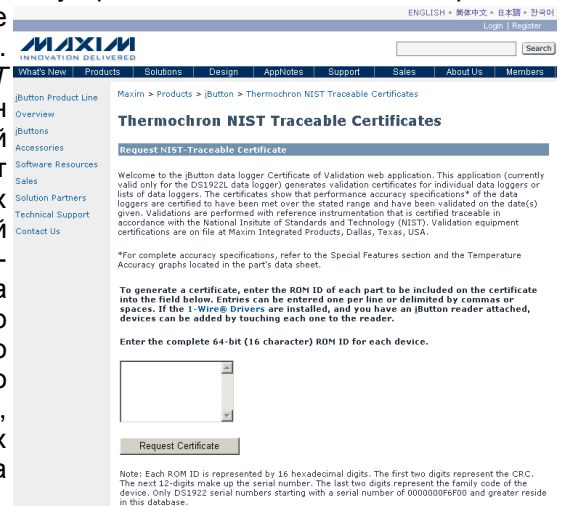 ENGLISH • 简体中文 • 日本語 • 한국어
Login | Register
MAXIM
INNOVATION DELIVERED
Search
What's New Products Solutions Design AppNotes Support Sales About Us Members
iButton Product Line
Overview
iButtons
Accessories
Software Resources
Sales
Solution Partners
Technical Support
Contact Us
Maxim > Products > iButton > Thermochron NIST Traceable Certificates
Thermochron NIST Traceable Certificates
Request NIST-Traceable Certificate
Welcome to the iButton data logger Certificate of Validation web application. This application (currently
valid only for the DS1922L data logger) generates validation certificates for individual data loggers or
lists of data loggers. The certificates show that performance accuracy specifications* of the data
loggers are certified to have been met over the stated range and have been validated on the date(s)
given. Validations are performed with reference instrumentation that is certified traceable in
accordance with the National Insitute of Standards and Technology (NIST). Validation equipment
certifications are on file at Maxim Integrated Products, Dallas, Texas, USA.
*For complete accuracy specifications, refer to the Special Features section and the Temperature
Accuracy graphs located in the part's data sheet.
To generate a certificate, enter the ROM ID of each part to be included on the certificate
into the field below. Entries can be entered one per line or delimited by commas or
spaces. If the 1-Wire® Drivers are installed, and you have an iButton reader attached,
devices can be added by touching each one to the reader.
Enter the complete 64-bit (16 character) ROM ID for each device.
Request Certificate
Note: Each ROM ID is represented by 16 hexadecimal digits. The first two digits represent the CRC.
The next 12-digits make up the serial number. The last two digits represent the family code of the
device. Only DS1922 serial numbers starting with a serial number of 0000000F6F00 and greater reside
in this database.